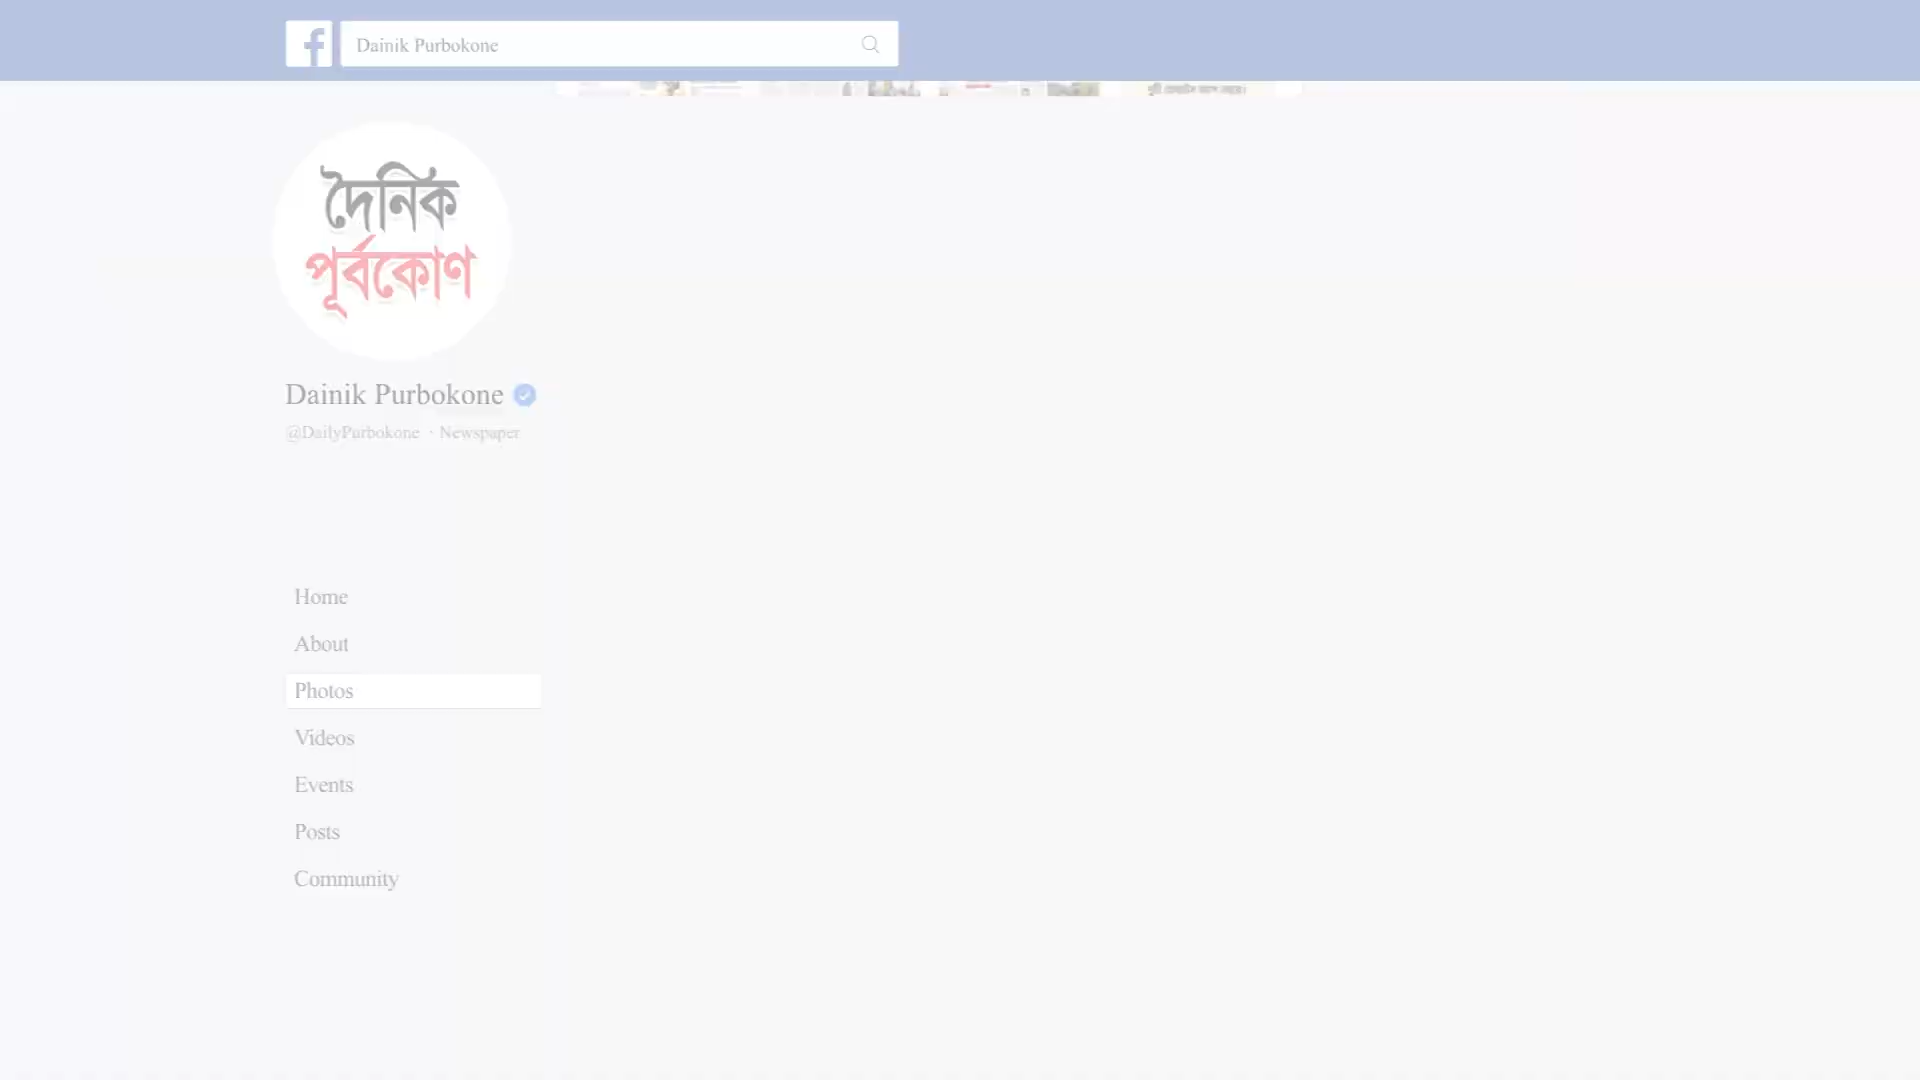 Dainik Purbokone
দৈনিক
পূর্বকোণ
Dainik Purbokone
@DailyPurbokone · Newspaper
Home
About
Photos
Videos
Events
Posts
Community